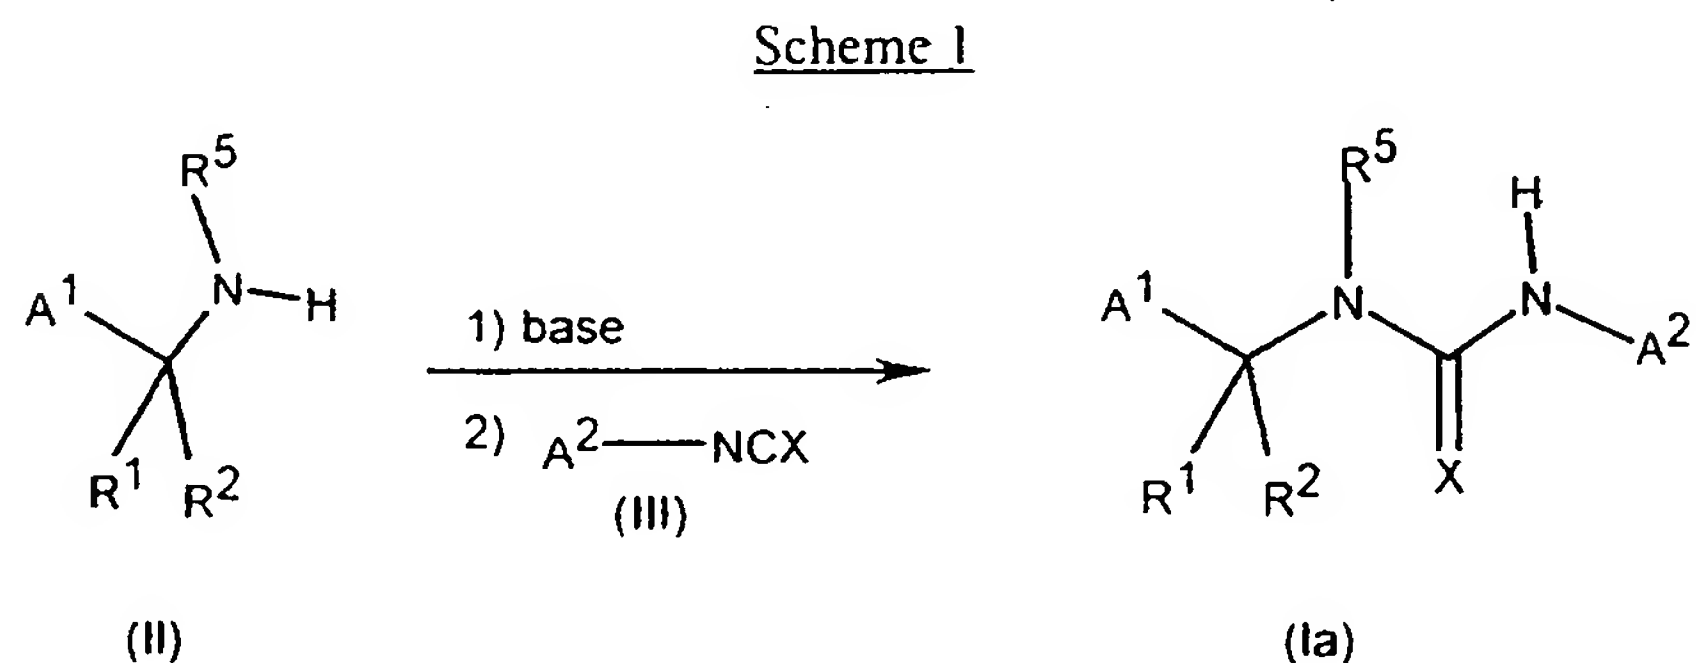 Scheme 1
R⁵
N H
A¹
R¹ R²
(II)
1) base
2) A² NCX
(III)
R⁵
H
A¹ N N A²
R¹ R² X
(Ia)